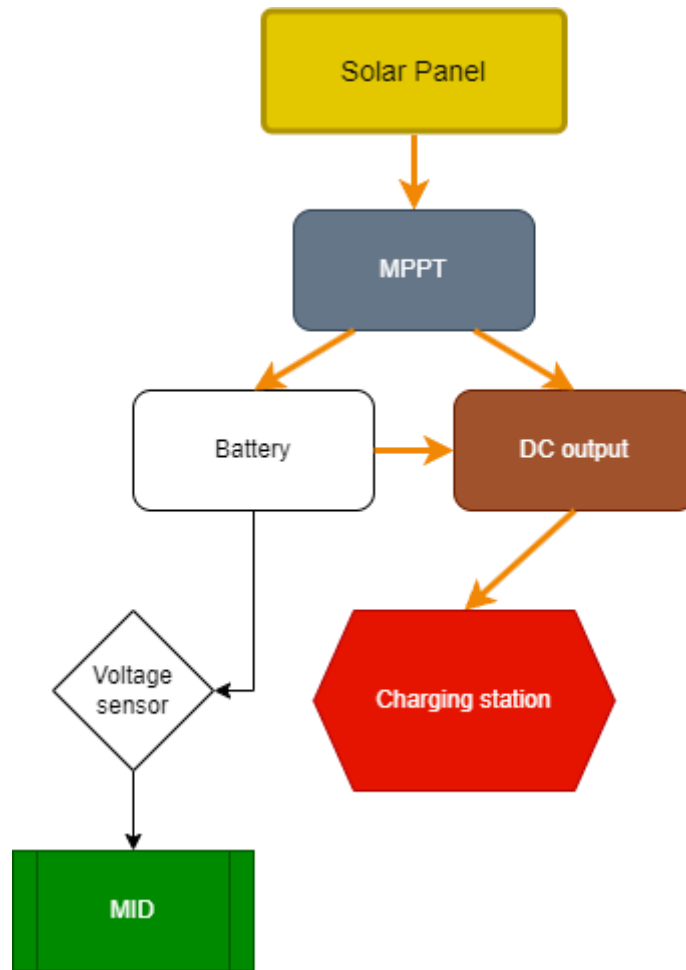 Solar Panel
MPPT
Battery
DC output
Voltage
sensor
Charging station
MID